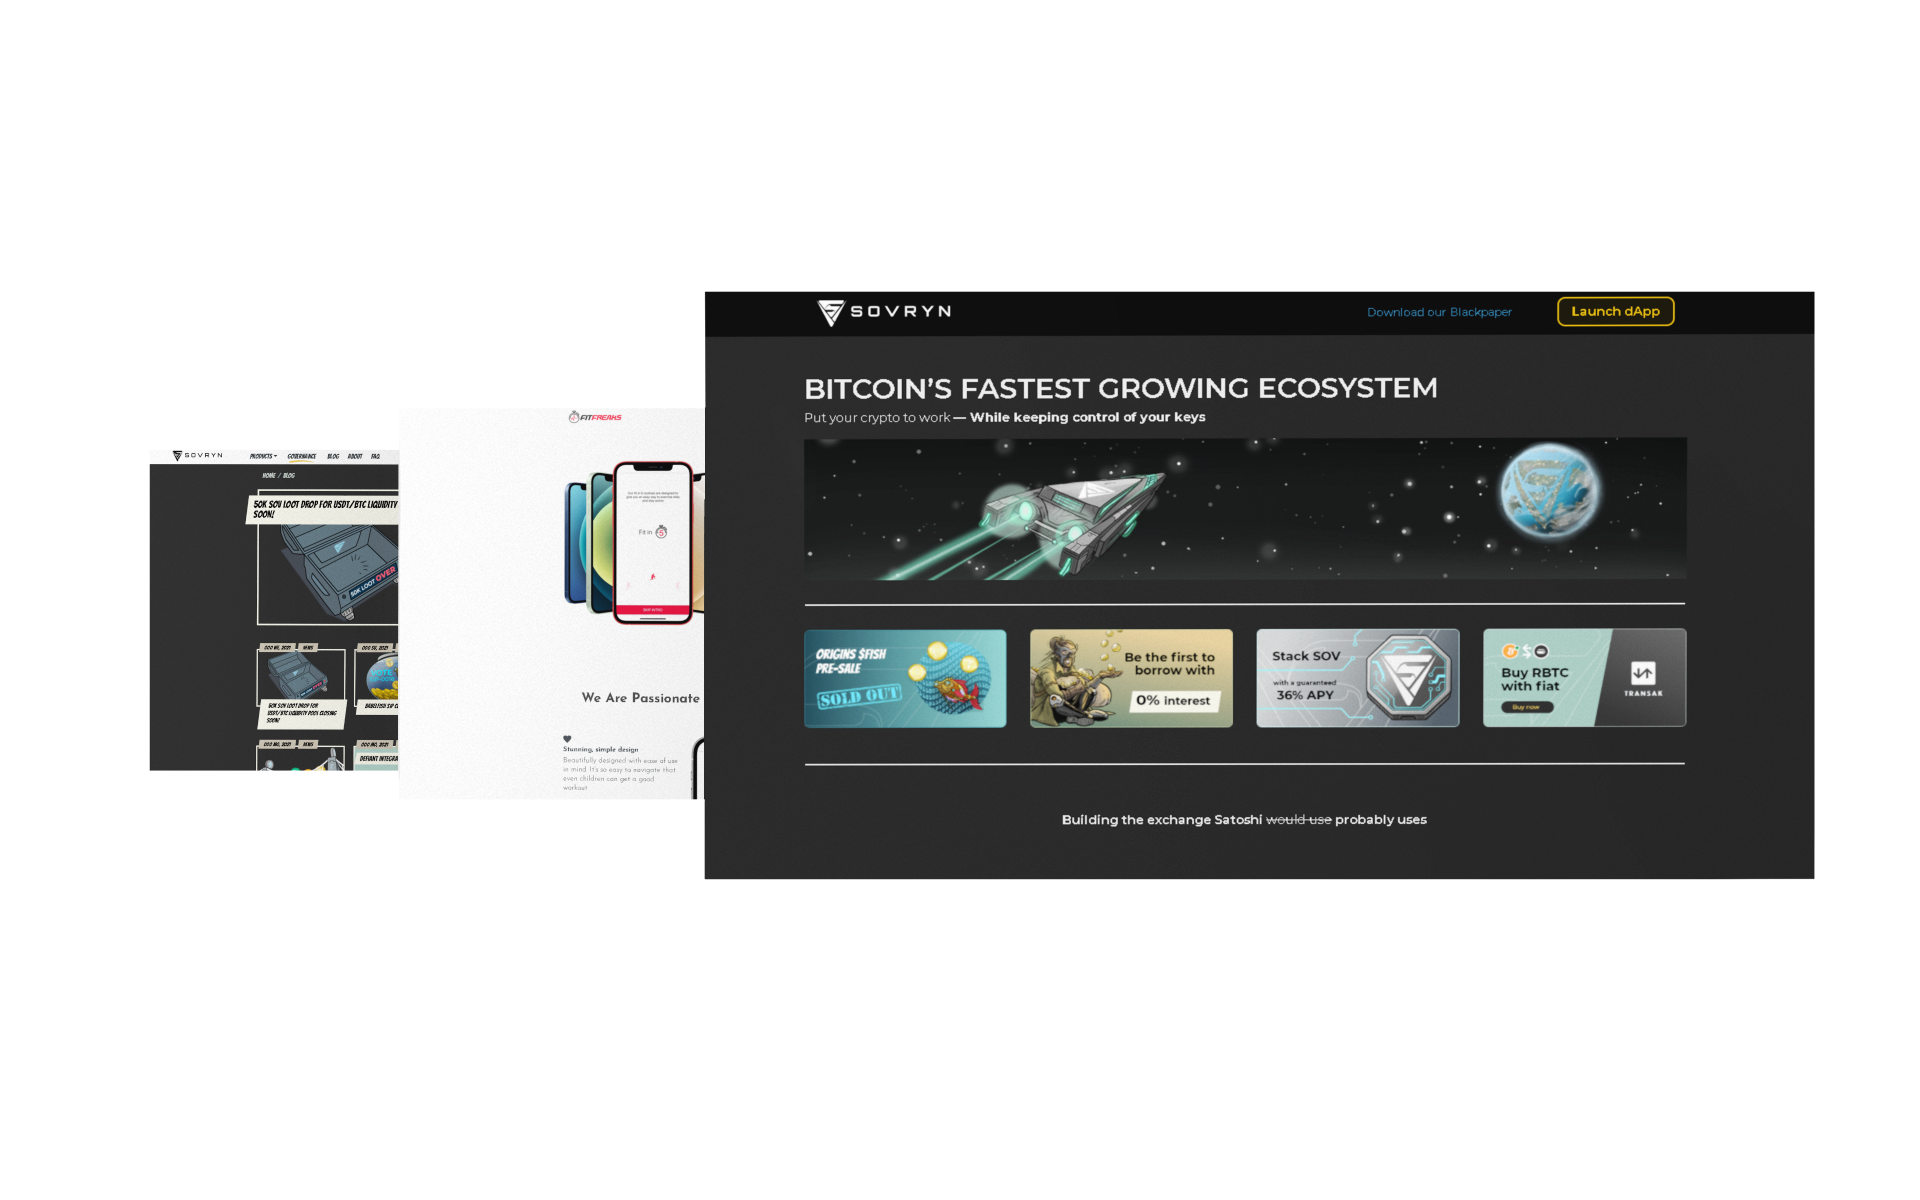 SOVRYN
PRODUCTS
GOVERNANCE
BLOG
ABOUT
FAQ
HOME / BLOG
50K SOV LOOT DROP FOR USDT/BTC LIQUIDITY
SOON!
50K LOOT OVER
NEWS
50K SOV LOOT DROP FOR
USDT/BTC LIQUIDITY POOL CLOSING
SOON!
VOTE
BABELFISH SIP
NEWS
DEFIANT INTEGRA
FITFREAKS
Fit in 5
We Are Passionate
Stunning, simple design
Beautifully designed with ease of use
in mind. It's so easy to navigate that
even children can get a good
workout
SOVRYN
Download our Blackpaper
Launch dApp
BITCOIN'S FASTEST GROWING ECOSYSTEM
Put your crypto to work — While keeping control of your keys
ORIGINS $FISH
PRE-SALE
SOLD OUT
Be the first to
borrow with
0% interest
Stack SOV
with a guaranteed
36% APY
Buy RBTC
with fiat
Buy now
TRANSAK
Building the exchange Satoshi would use probably uses